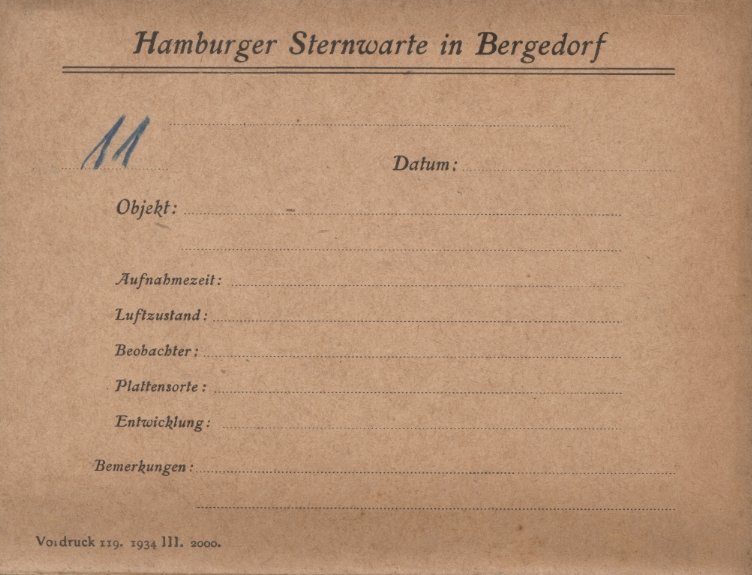 Hamburger Sternwarte in Bergedorf
11
Datum:
Objekt:
Aufnahmezeit:
Luftzustand:
Beobachter:
Plattensorte:
Entwicklung:
Bemerkungen:
Vordruck 119. 1934 III. 2000.